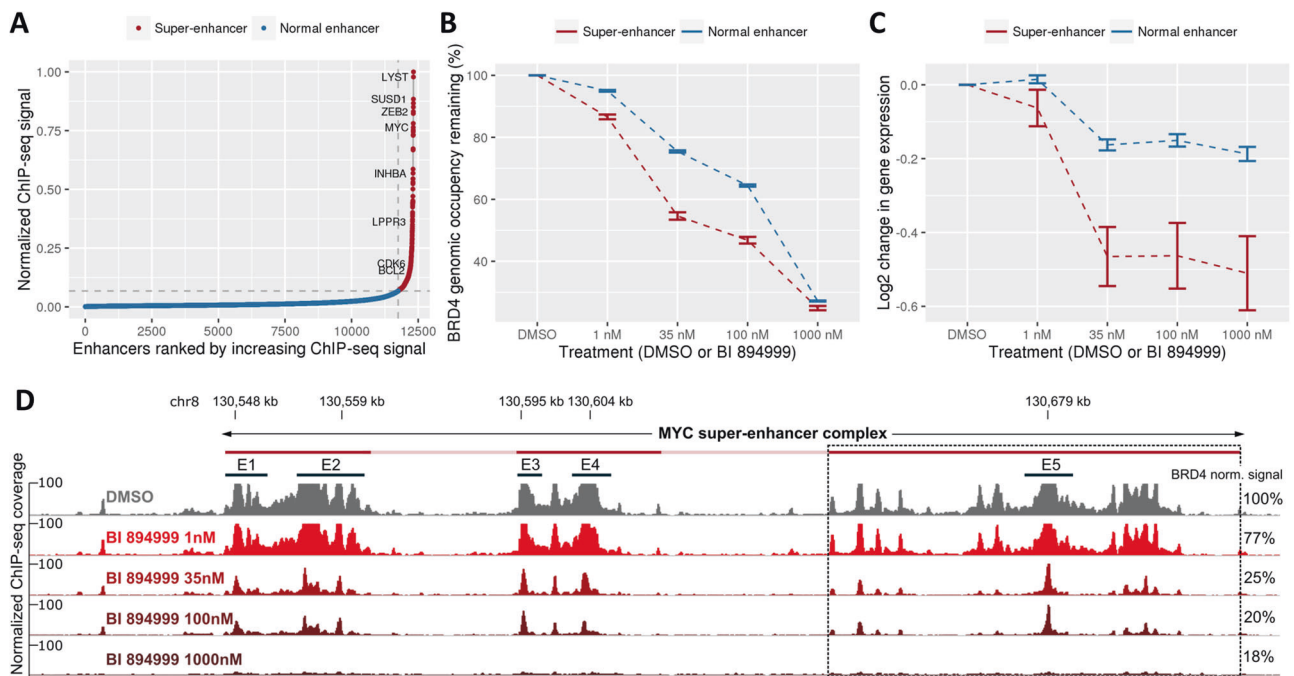 A
Super-enhancer Normal enhancer
Normalized ChIP-seq signal
1.00
0.75
0.50
0.25
0.00
LYST
SUSD1
ZEB2
MYC
INHBA
LPPR3
CDK6
BCL2
0 2500 5000 7500 10000 12500
Enhancers ranked by increasing ChIP-seq signal
B
Super-enhancer Normal enhancer
BRD4 genomic occupency remaining (%)
100
80
60
40
DMSO 1 nM 35 nM 100 nM 1000 nM
Treatment (DMSO or BI 894999)
C
Super-enhancer Normal enhancer
Log2 change in gene expression
0.0
-0.2
-0.4
-0.6
DMSO 1 nM 35 nM 100 nM 1000 nM
Treatment (DMSO or BI 894999)
D
chr8 130,548 kb 130,559 kb 130,595 kb 130,604 kb 130,679 kb
MYC super-enhancer complex
E1 E2 E3 E4 E5
BRD4 norm. signal
Normalized ChIP-seq coverage
100
DMSO
100%
100
BI 894999 1nM
77%
100
BI 894999 35nM
25%
100
BI 894999 100nM
20%
100
BI 894999 1000nM
18%